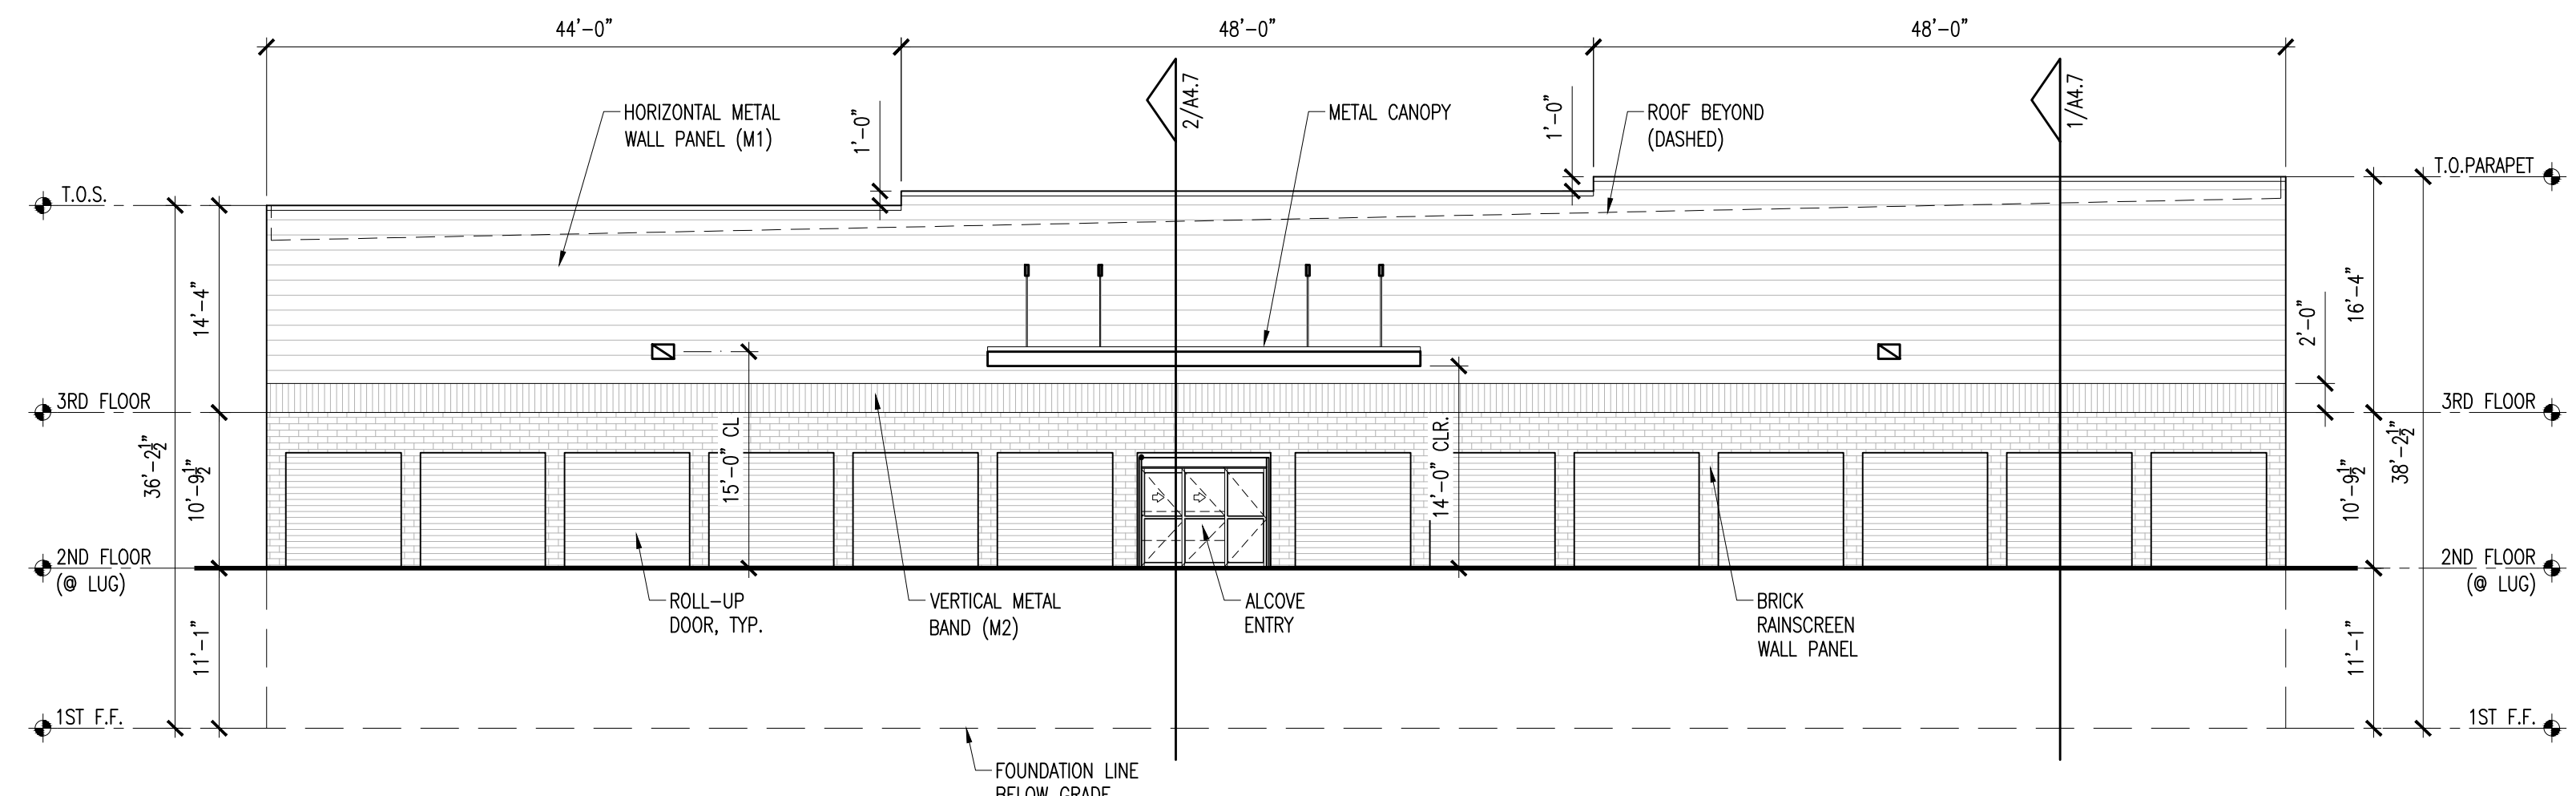 44'-0"
48'-0"
48'-0"
HORIZONTAL METAL
WALL PANEL (M1)
1'-0"
2/A4.7
METAL CANOPY
1'-0"
ROOF BEYOND
(DASHED)
1/A4.7
T.O.S.
T.O.PARAPET
14'-4"
16'-4"
2'-0"
3RD FLOOR
3RD FLOOR
36'-2½"
10'-9½"
15'-0" CL
14'-0" CLR.
10'-9½"
38'-2½"
2ND FLOOR
(@ LUG)
2ND FLOOR
(@ LUG)
ROLL-UP
DOOR, TYP.
VERTICAL METAL
BAND (M2)
ALCOVE
ENTRY
BRICK
RAINSCREEN
WALL PANEL
11'-1"
11'-1"
1ST F.F.
1ST F.F.
FOUNDATION LINE
BELOW GRADE